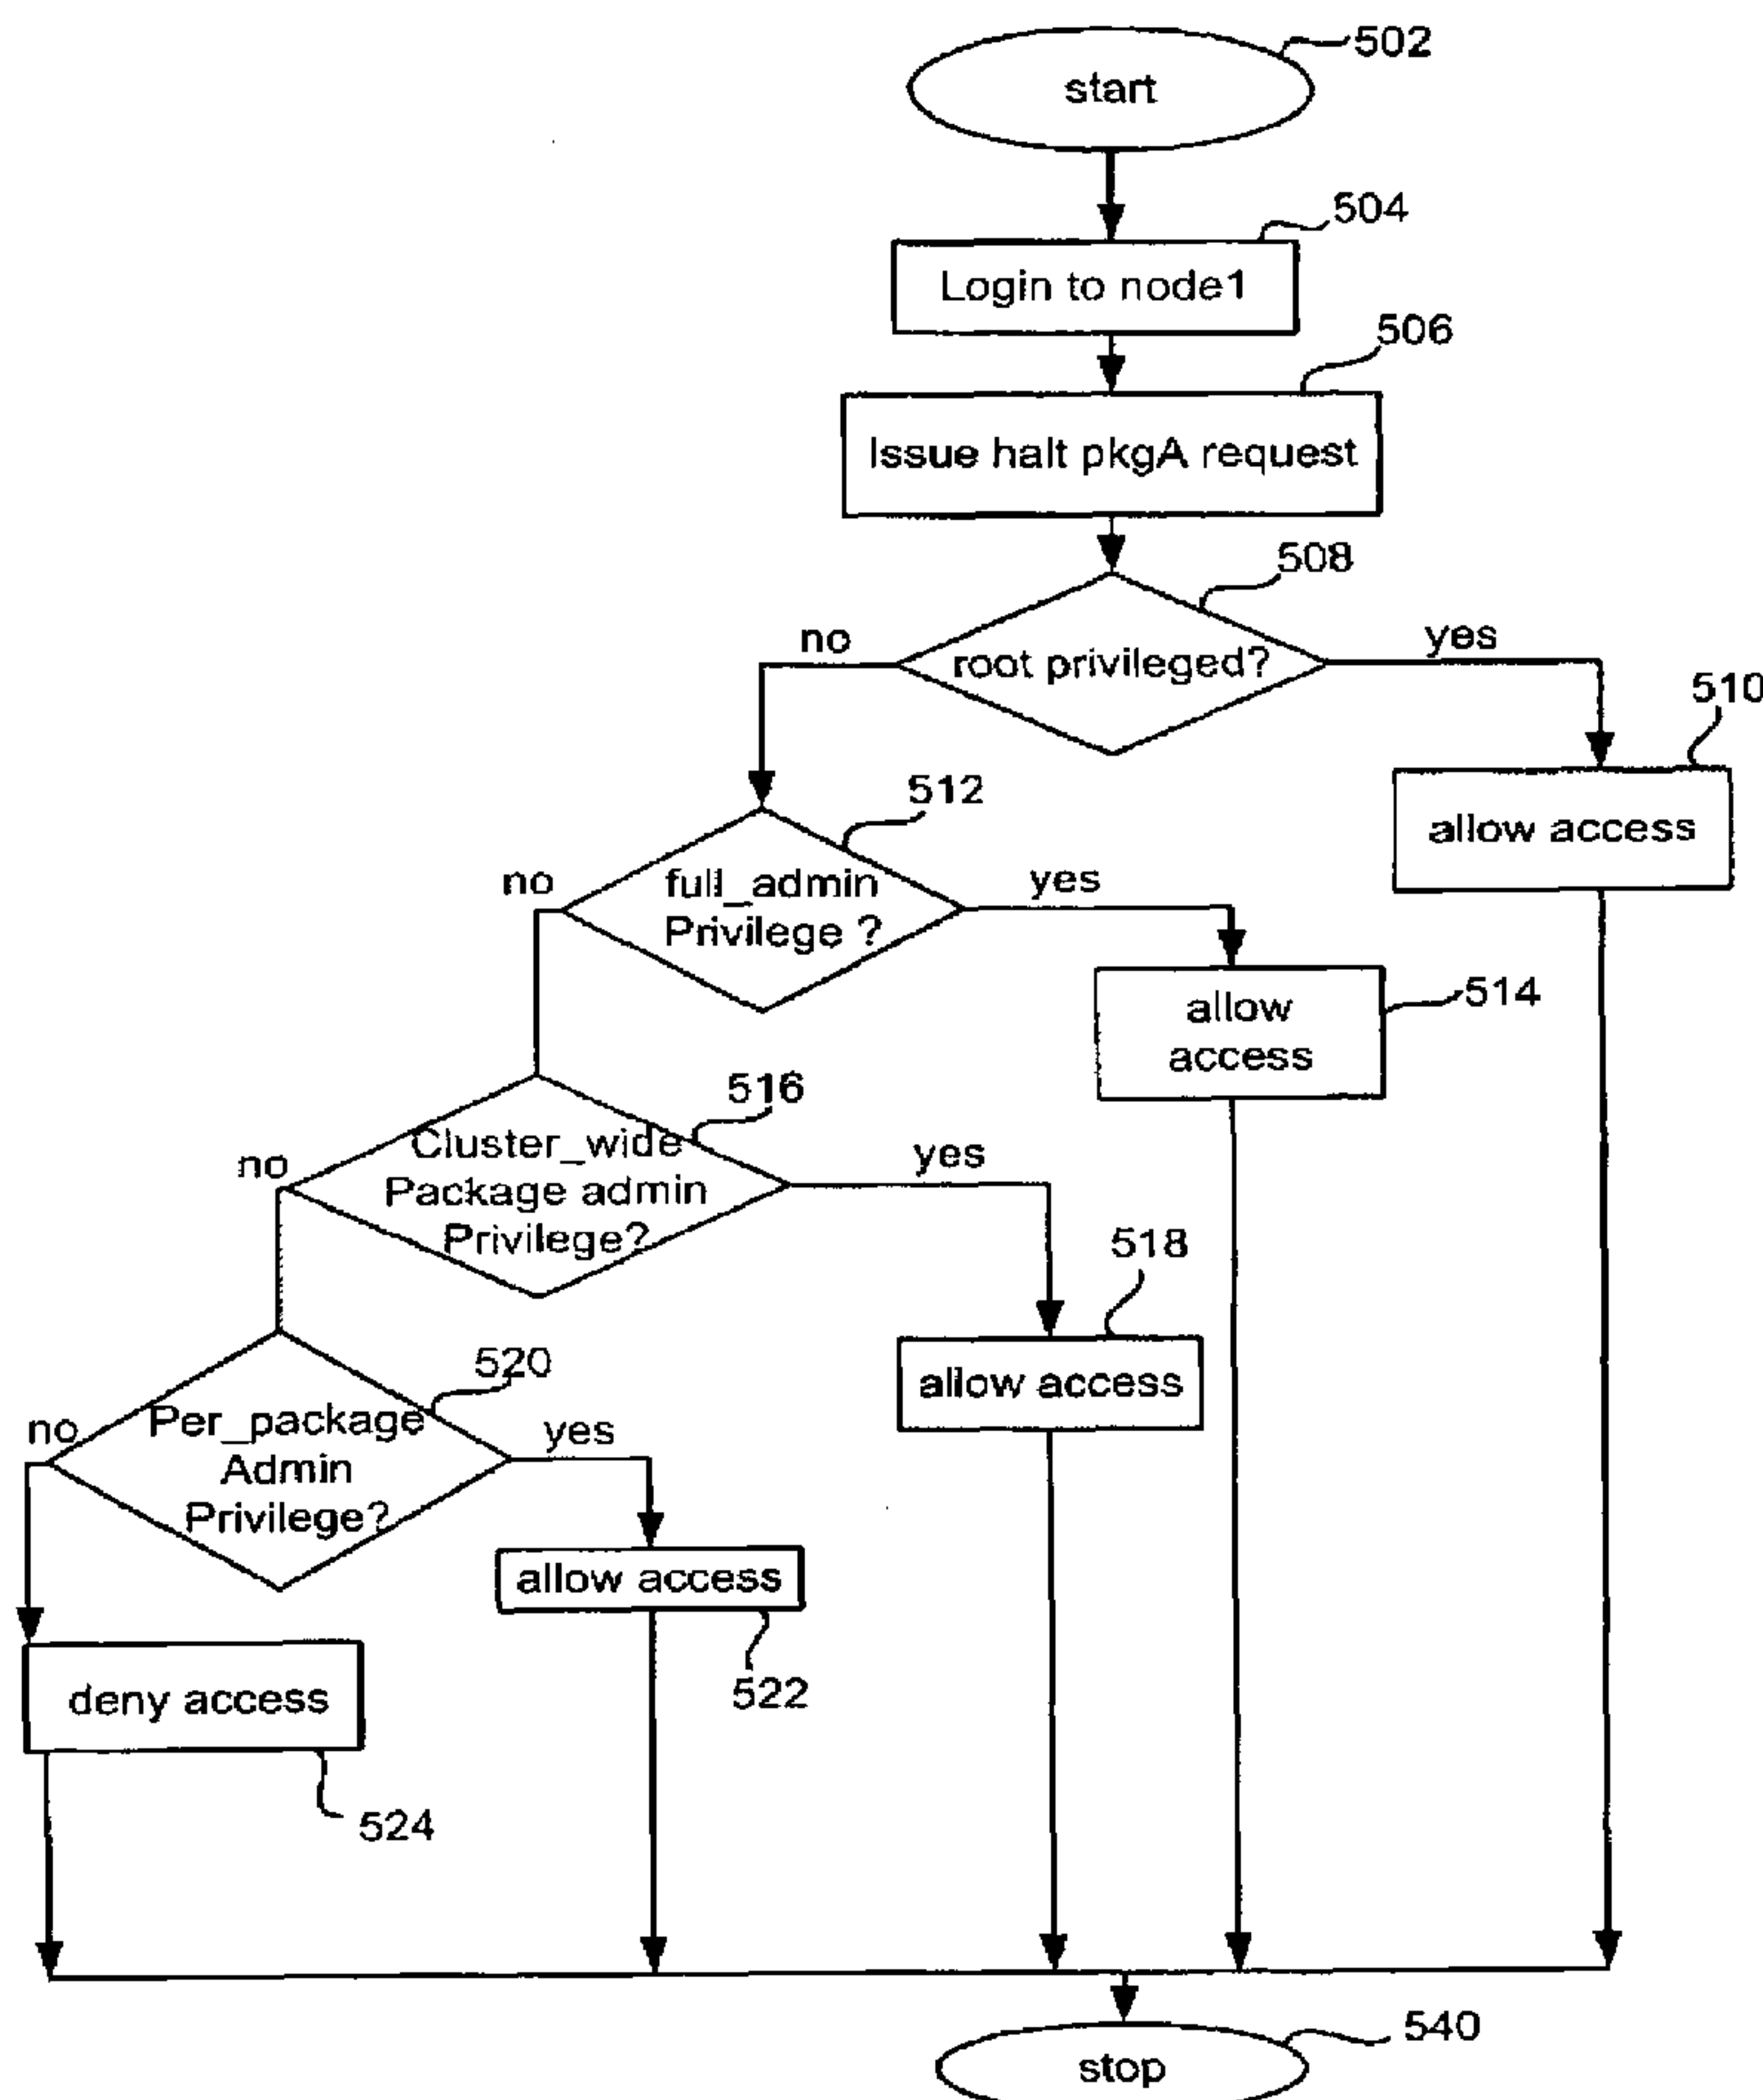 502
start
504
Login to node1
506
Issue halt pkgA request
508
no
root privileged?
yes
510
allow access
512
no
full_admin
Privilege ?
yes
allow
access
514
516
no
Cluster_wide
Package admin
Privilege?
yes
518
allow access
520
no
Per_package
Admin
Privilege?
yes
allow access
522
deny access
524
540
stop